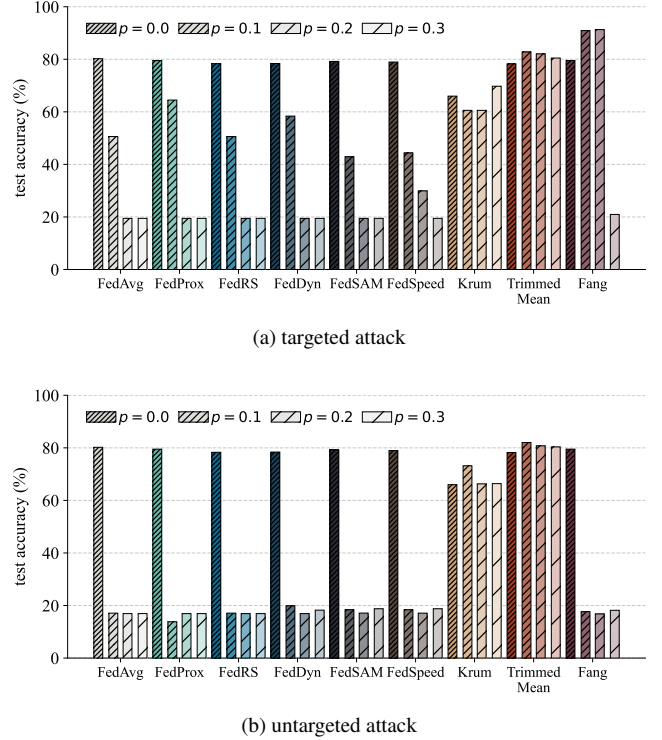 100
80
60
40
20
0
test accuracy (%)
p = 0.0 p = 0.1 p = 0.2 p = 0.3
FedAvg FedProx FedRS FedDyn FedSAM FedSpeed Krum Trimmed Mean Fang
(a) targeted attack
100
80
60
40
20
0
test accuracy (%)
p = 0.0 p = 0.1 p = 0.2 p = 0.3
FedAvg FedProx FedRS FedDyn FedSAM FedSpeed Krum Trimmed Mean Fang
(b) untargeted attack